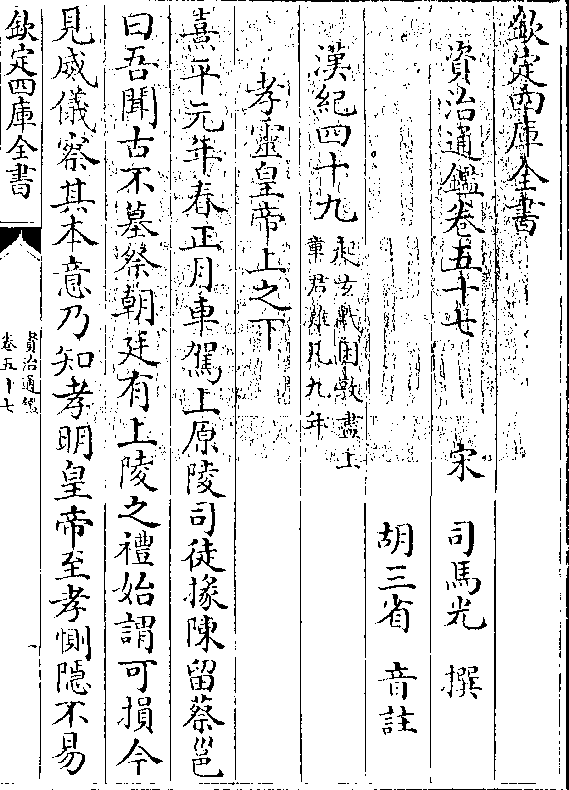 欽定四庫全書
資治通鑑卷五十七
宋 司馬光 撰
胡三省 音註
漢紀四十九
起玄黓困敦盡上
章君灘凡九年
孝靈皇帝上之下
熹平元年春正月車駕上原陵司徒掾陳留蔡邕
曰吾聞古不墓祭朝廷有上陵之禮始謂可損今
見威儀察其本意乃知孝明皇帝至孝惻隱不易
欽定四庫全書
資治通鑑
卷五十七